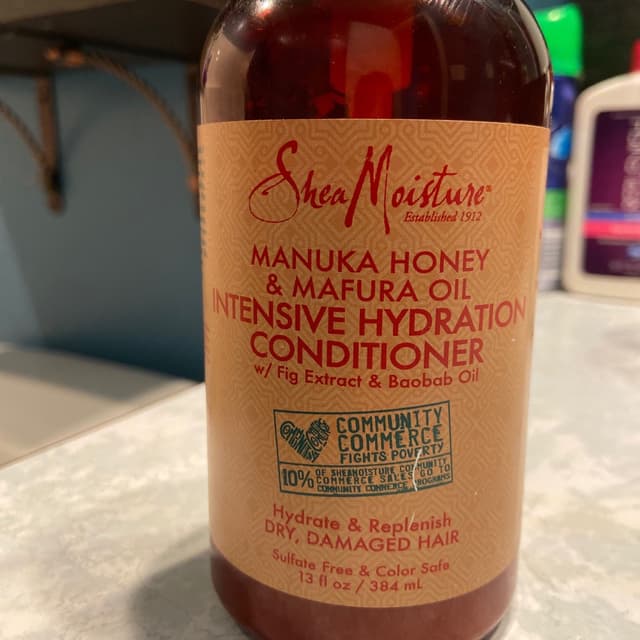 SheaMoisture
Established 1912
MANUKA HONEY
& MAFURA OIL
INTENSIVE HYDRATION
CONDITIONER
w/ Fig Extract & Baobab Oil
COMMUNITY
COMMERCE
FIGHTS POVERTY
10% OF SHEAMOISTURE COMMUNITY
COMMERCE SALES GO TO
COMMUNITY COMMERCE PROGRAMS
Hydrate & Replenish
DRY, DAMAGED HAIR
Sulfate Free & Color Safe
13 fl oz / 384 mL